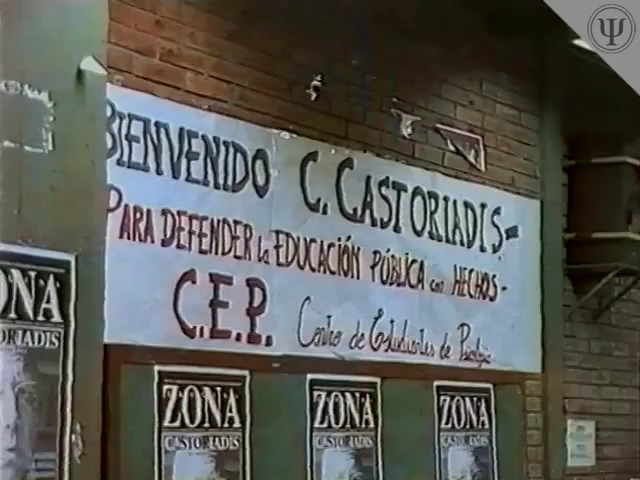 Ψ
BIENVENIDO C. CASTORIADIS-
PARA DEFENDER la EDUCACIÓN PÚBLICA con HECHOS-
C.E.P. Centro de Estudiantes de Psicología
ZONA
CASTORIADIS
ZONA
CASTORIADIS
ZONA
CASTORIADIS
ZONA
CASTORIADIS